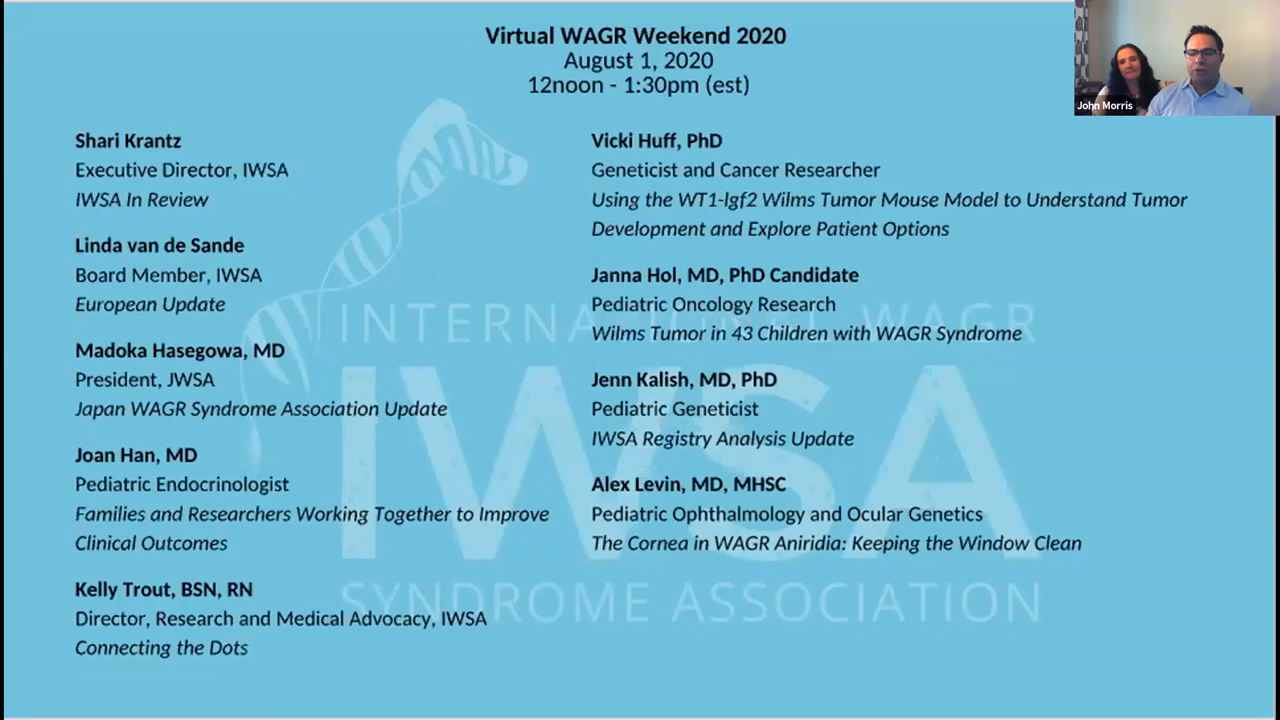 Virtual WAGR Weekend 2020
August 1, 2020
12noon - 1:30pm (est)
John Morris
Shari Krantz
Executive Director, IWSA
IWSA In Review
Linda van de Sande
Board Member, IWSA
European Update
Madoka Hasegowa, MD
President, JWSA
Japan WAGR Syndrome Association Update
Joan Han, MD
Pediatric Endocrinologist
Families and Researchers Working Together to Improve
Clinical Outcomes
Kelly Trout, BSN, RN
Director, Research and Medical Advocacy, IWSA
Connecting the Dots
Vicki Huff, PhD
Geneticist and Cancer Researcher
Using the WT1-lgf2 Wilms Tumor Mouse Model to Understand Tumor
Development and Explore Patient Options
Janna Hol, MD, PhD Candidate
Pediatric Oncology Research
Wilms Tumor in 43 Children with WAGR Syndrome
Jenn Kalish, MD, PhD
Pediatric Geneticist
IWSA Registry Analysis Update
Alex Levin, MD, MHSC
Pediatric Ophthalmology and Ocular Genetics
The Cornea in WAGR Aniridia: Keeping the Window Clean
INTERNATIONAL WAGR
IWSA
SYNDROME ASSOCIATION